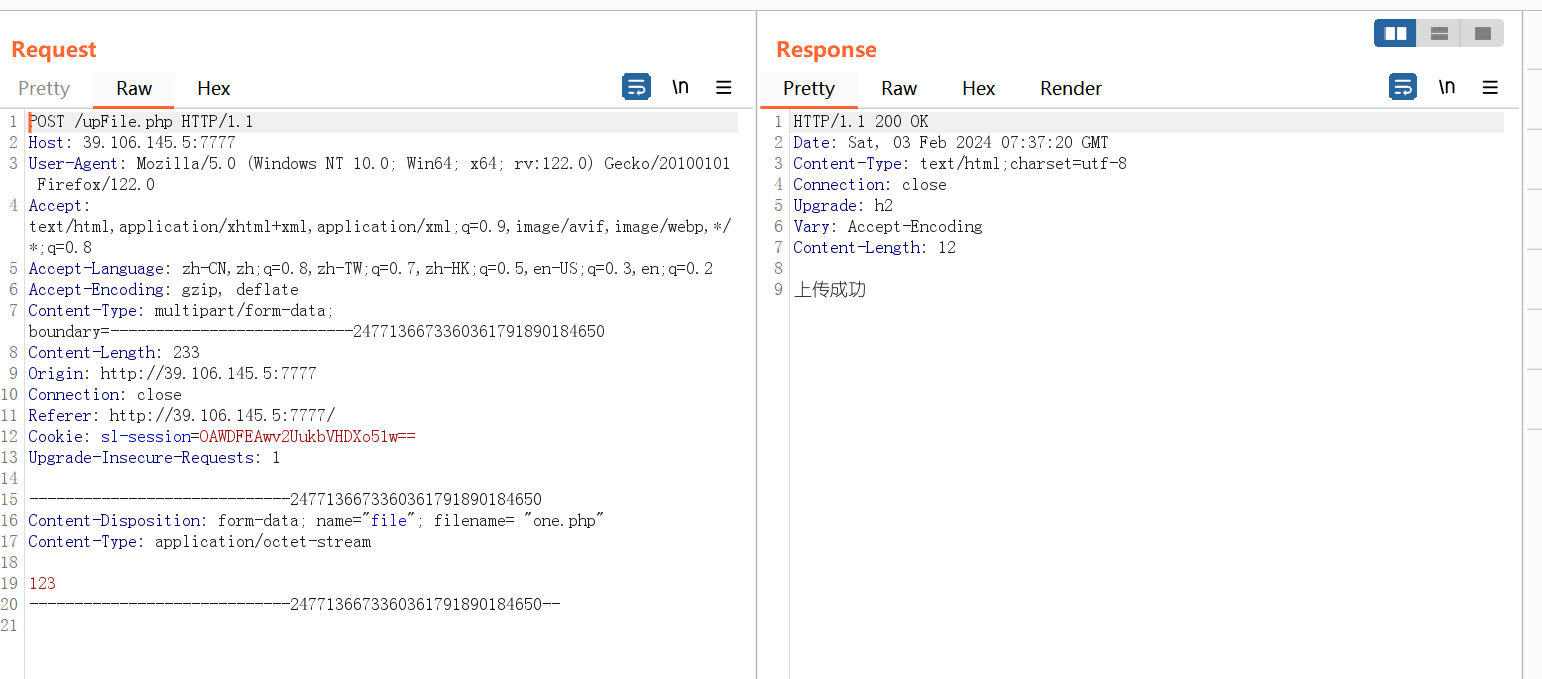 Request
Pretty Raw Hex \n
1 POST /upFile.php HTTP/1.1
2 Host: 39.106.145.5:7777
3 User-Agent: Mozilla/5.0 (Windows NT 10.0; Win64; x64; rv:122.0) Gecko/20100101
Firefox/122.0
4 Accept:
text/html,application/xhtml+xml,application/xml;q=0.9,image/avif,image/webp,*/
*;q=0.8
5 Accept-Language: zh-CN,zh;q=0.8,zh-TW;q=0.7,zh-HK;q=0.5,en-US;q=0.3,en;q=0.2
6 Accept-Encoding: gzip, deflate
7 Content-Type: multipart/form-data;
boundary=---------------------------24771366733603617918901​84650
8 Content-Length: 233
9 Origin: http://39.106.145.5:7777
10 Connection: close
11 Referer: http://39.106.145.5:7777/
12 Cookie: sl-session=OAWDFEAwv2UukbVHDXo51w==
13 Upgrade-Insecure-Requests: 1
14
15 -----------------------------2477136673360361791890184650
16 Content-Disposition: form-data; name="file"; filename= "one.php"
17 Content-Type: application/octet-stream
18
19 123
20 -----------------------------2477136673360361791890184650--
21
Response
Pretty Raw Hex Render \n
1 HTTP/1.1 200 OK
2 Date: Sat, 03 Feb 2024 07:37:20 GMT
3 Content-Type: text/html;charset=utf-8
4 Connection: close
5 Upgrade: h2
6 Vary: Accept-Encoding
7 Content-Length: 12
8
9 上传成功